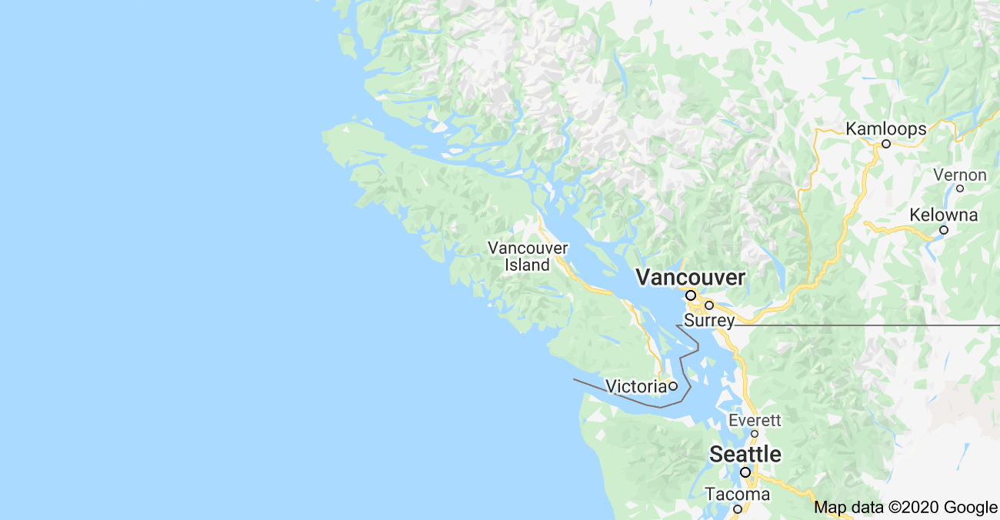 Kamloops
Vernon
Kelowna
Vancouver
Island
Vancouver
Surrey
Victoria
Everett
Seattle
Tacoma
Map data ©2020 Google